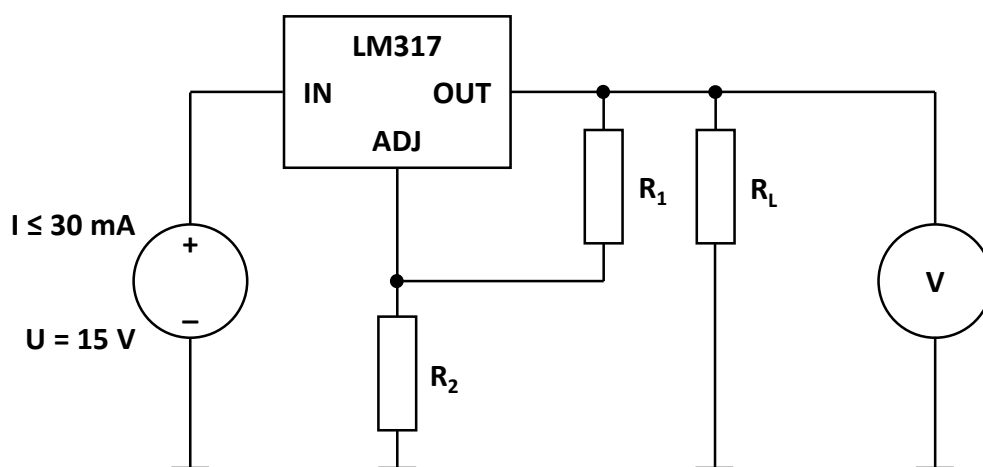 LM317
IN OUT
ADJ
R1 RL
I ≤ 30 mA
+
V
−
U = 15 V
R2